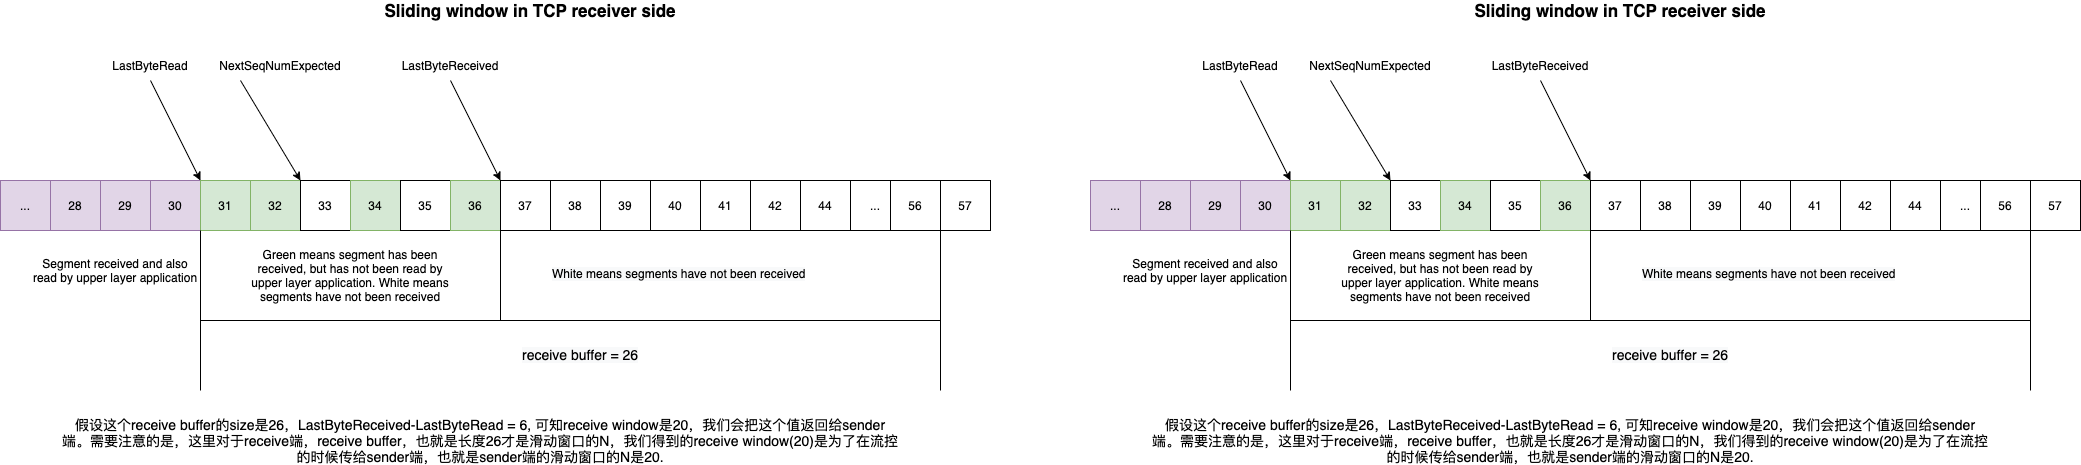 Sliding window in TCP receiver side
LastByteRead
NextSeqNumExpected
LastByteReceived
... 28 29 30 31 32 33 34 35 36 37 38 39 40 41 42 44 ... 56 57
Segment received and also
read by upper layer application
Green means segment has been
received, but has not been read by
upper layer application. White means
segments have not been received
White means segments have not been received
receive buffer = 26
假设这个receive buffer的size是26，LastByteReceived-LastByteRead = 6, 可知receive window是20，我们会把这个值返回给sender
端。需要注意的是，这里对于receive端，receive buffer，也就是长度26才是滑动窗口的N，我们得到的receive window(20)是为了在流控
的时候传给sender端，也就是sender端的滑动窗口的N是20.
Sliding window in TCP receiver side
LastByteRead
NextSeqNumExpected
LastByteReceived
... 28 29 30 31 32 33 34 35 36 37 38 39 40 41 42 44 ... 56 57
Segment received and also
read by upper layer application
Green means segment has been
received, but has not been read by
upper layer application. White means
segments have not been received
White means segments have not been received
receive buffer = 26
假设这个receive buffer的size是26，LastByteReceived-LastByteRead = 6, 可知receive window是20，我们会把这个值返回给sender
端。需要注意的是，这里对于receive端，receive buffer，也就是长度26才是滑动窗口的N，我们得到的receive window(20)是为了在流控
的时候传给sender端，也就是sender端的滑动窗口的N是20.